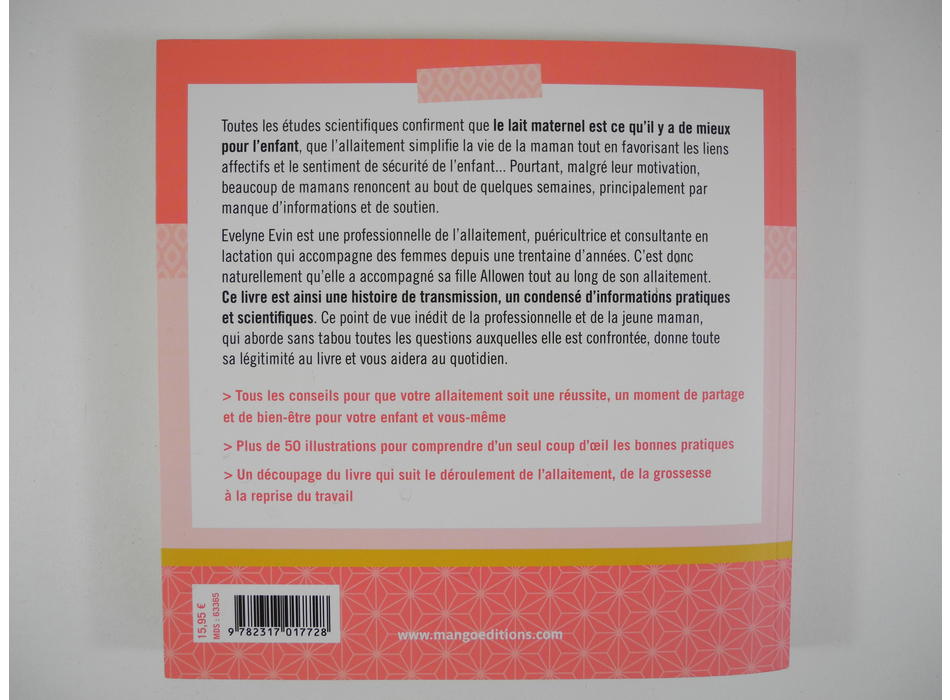 Toutes les études scientifiques confirment que le lait maternel est ce qu'il y a de mieux
pour l'enfant, que l'allaitement simplifie la vie de la maman tout en favorisant les liens
affectifs et le sentiment de sécurité de l'enfant... Pourtant, malgré leur motivation,
beaucoup de mamans renoncent au bout de quelques semaines, principalement par
manque d'informations et de soutien.
Evelyne Evin est une professionnelle de l'allaitement, puéricultrice et consultante en
lactation qui accompagne des femmes depuis une trentaine d'années. C'est donc
naturellement qu'elle a accompagné sa fille Allowen tout au long de son allaitement.
Ce livre est ainsi une histoire de transmission, un condensé d'informations pratiques
et scientifiques. Ce point de vue inédit de la professionnelle et de la jeune maman,
qui aborde sans tabou toutes les questions auxquelles elle est confrontée, donne toute
sa légitimité au livre et vous aidera au quotidien.
> Tous les conseils pour que votre allaitement soit une réussite, un moment de partage
et de bien-être pour votre enfant et vous-même
> Plus de 50 illustrations pour comprendre d'un seul coup d'œil les bonnes pratiques
> Un découpage du livre qui suit le déroulement de l'allaitement, de la grossesse
à la reprise du travail
15,95 €
MDS : 63365
9 782317 017728
www.mangoeditions.com